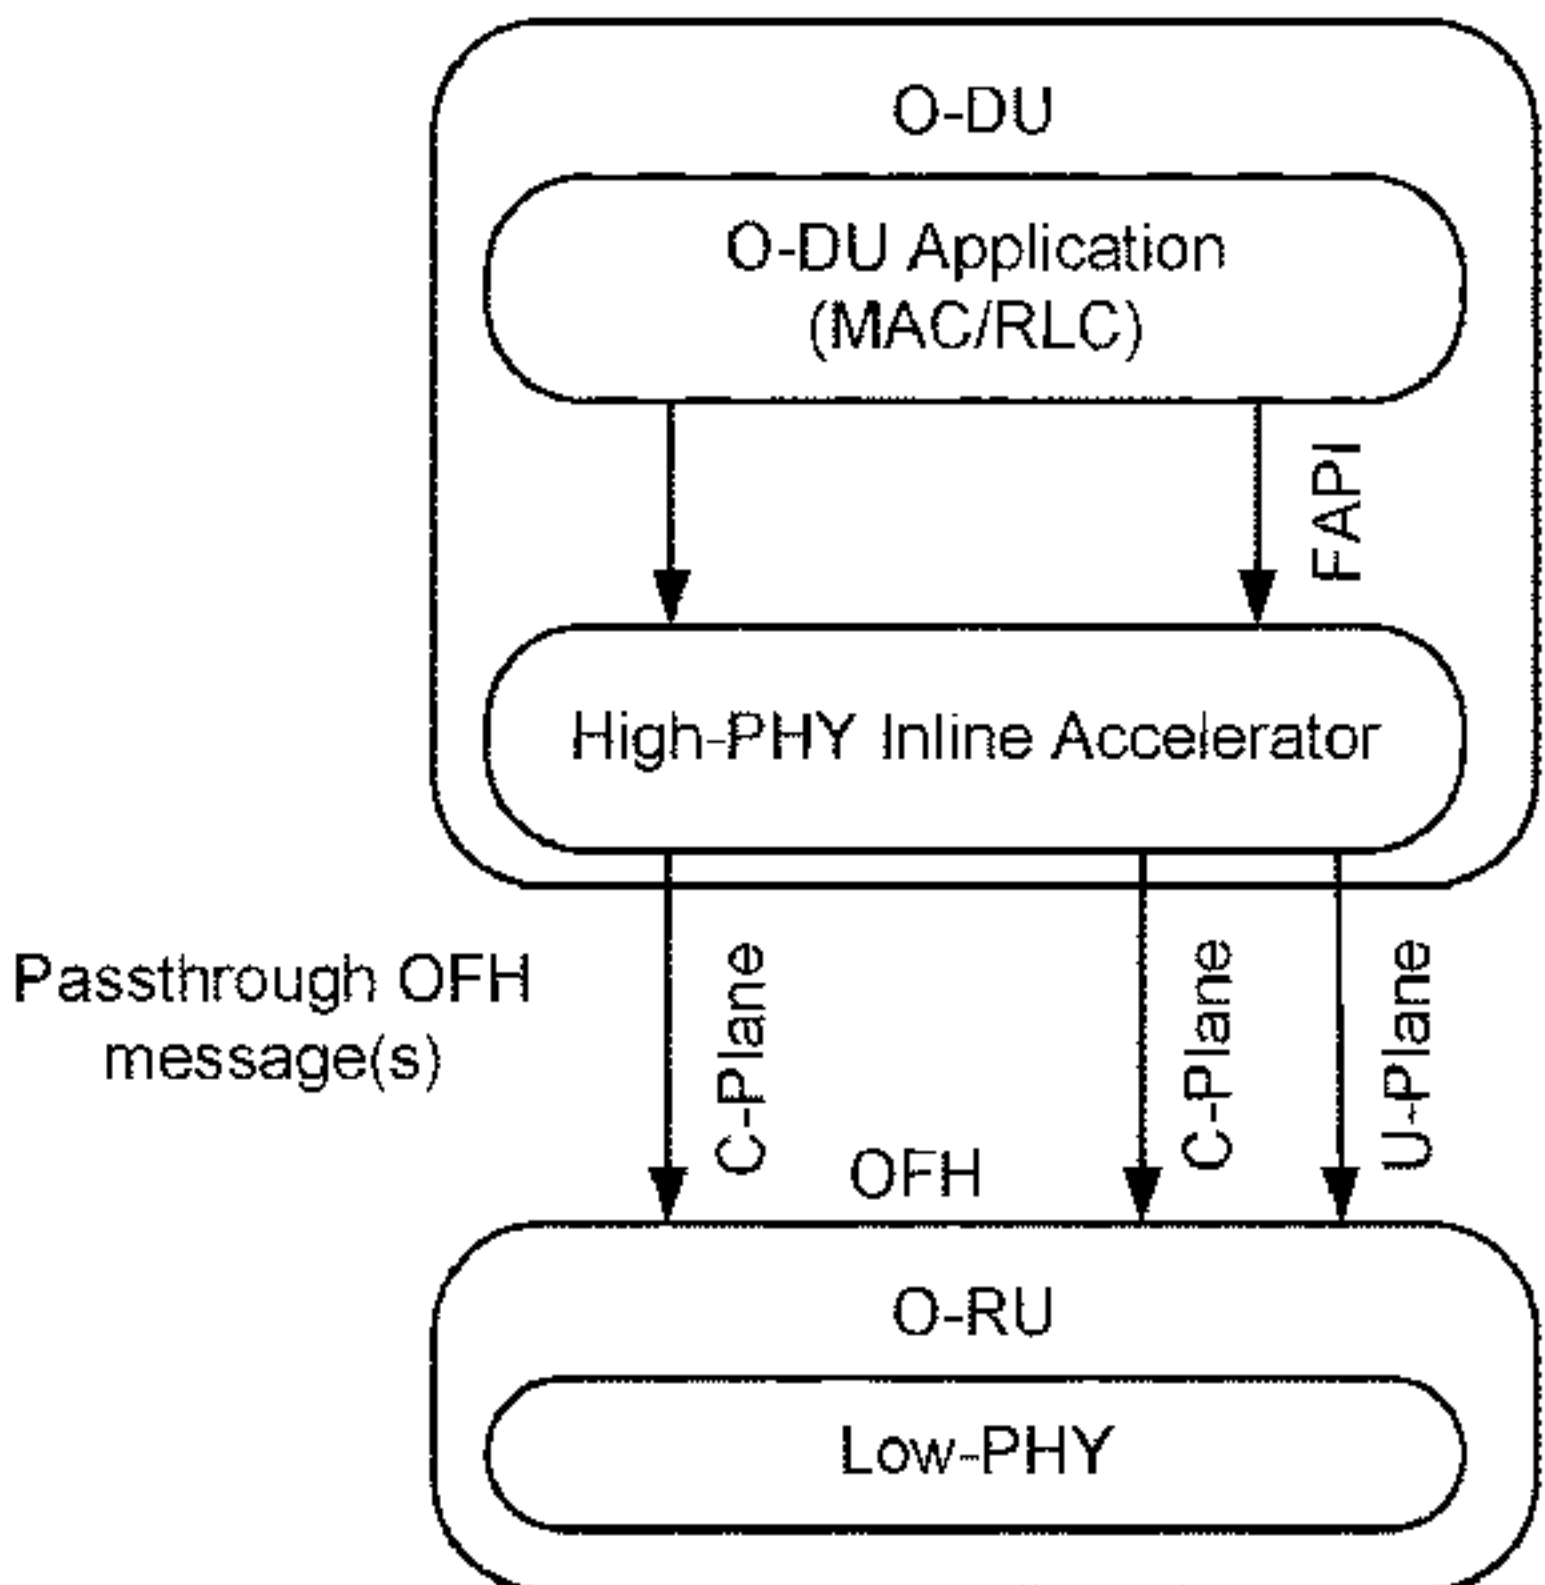 O-DU
O-DU Application
(MAC/RLC)
FAPI
High-PHY Inline Accelerator
Passthrough OFH
message(s)
C-Plane
OFH
C-Plane
U-Plane
O-RU
Low-PHY